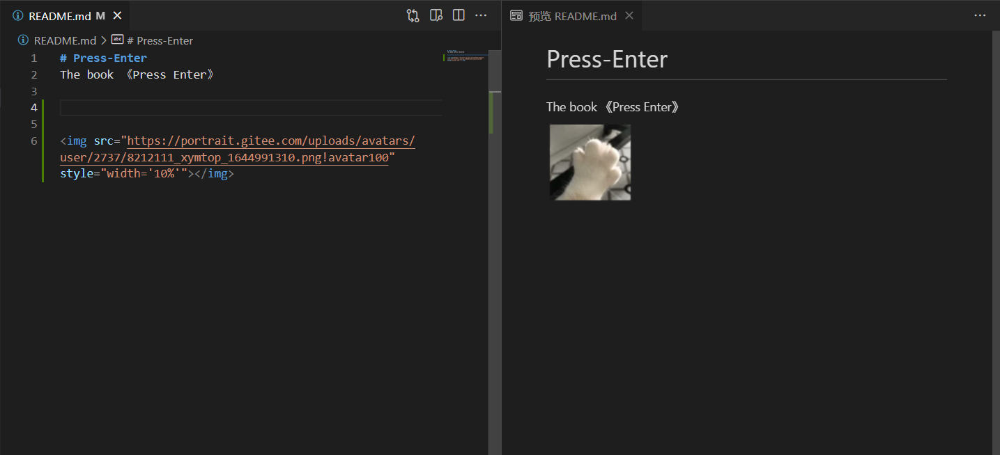 README.md M
预览 README.md
README.md > # Press-Enter
1 # Press-Enter
2 The book 《Press Enter》
3
4
5
6 <img src="https://portrait.gitee.com/uploads/avatars/
user/2737/8212111_xymtop_1644991310.png!avatar100"
style="width='10%'"></img>
Press-Enter
The book 《Press Enter》